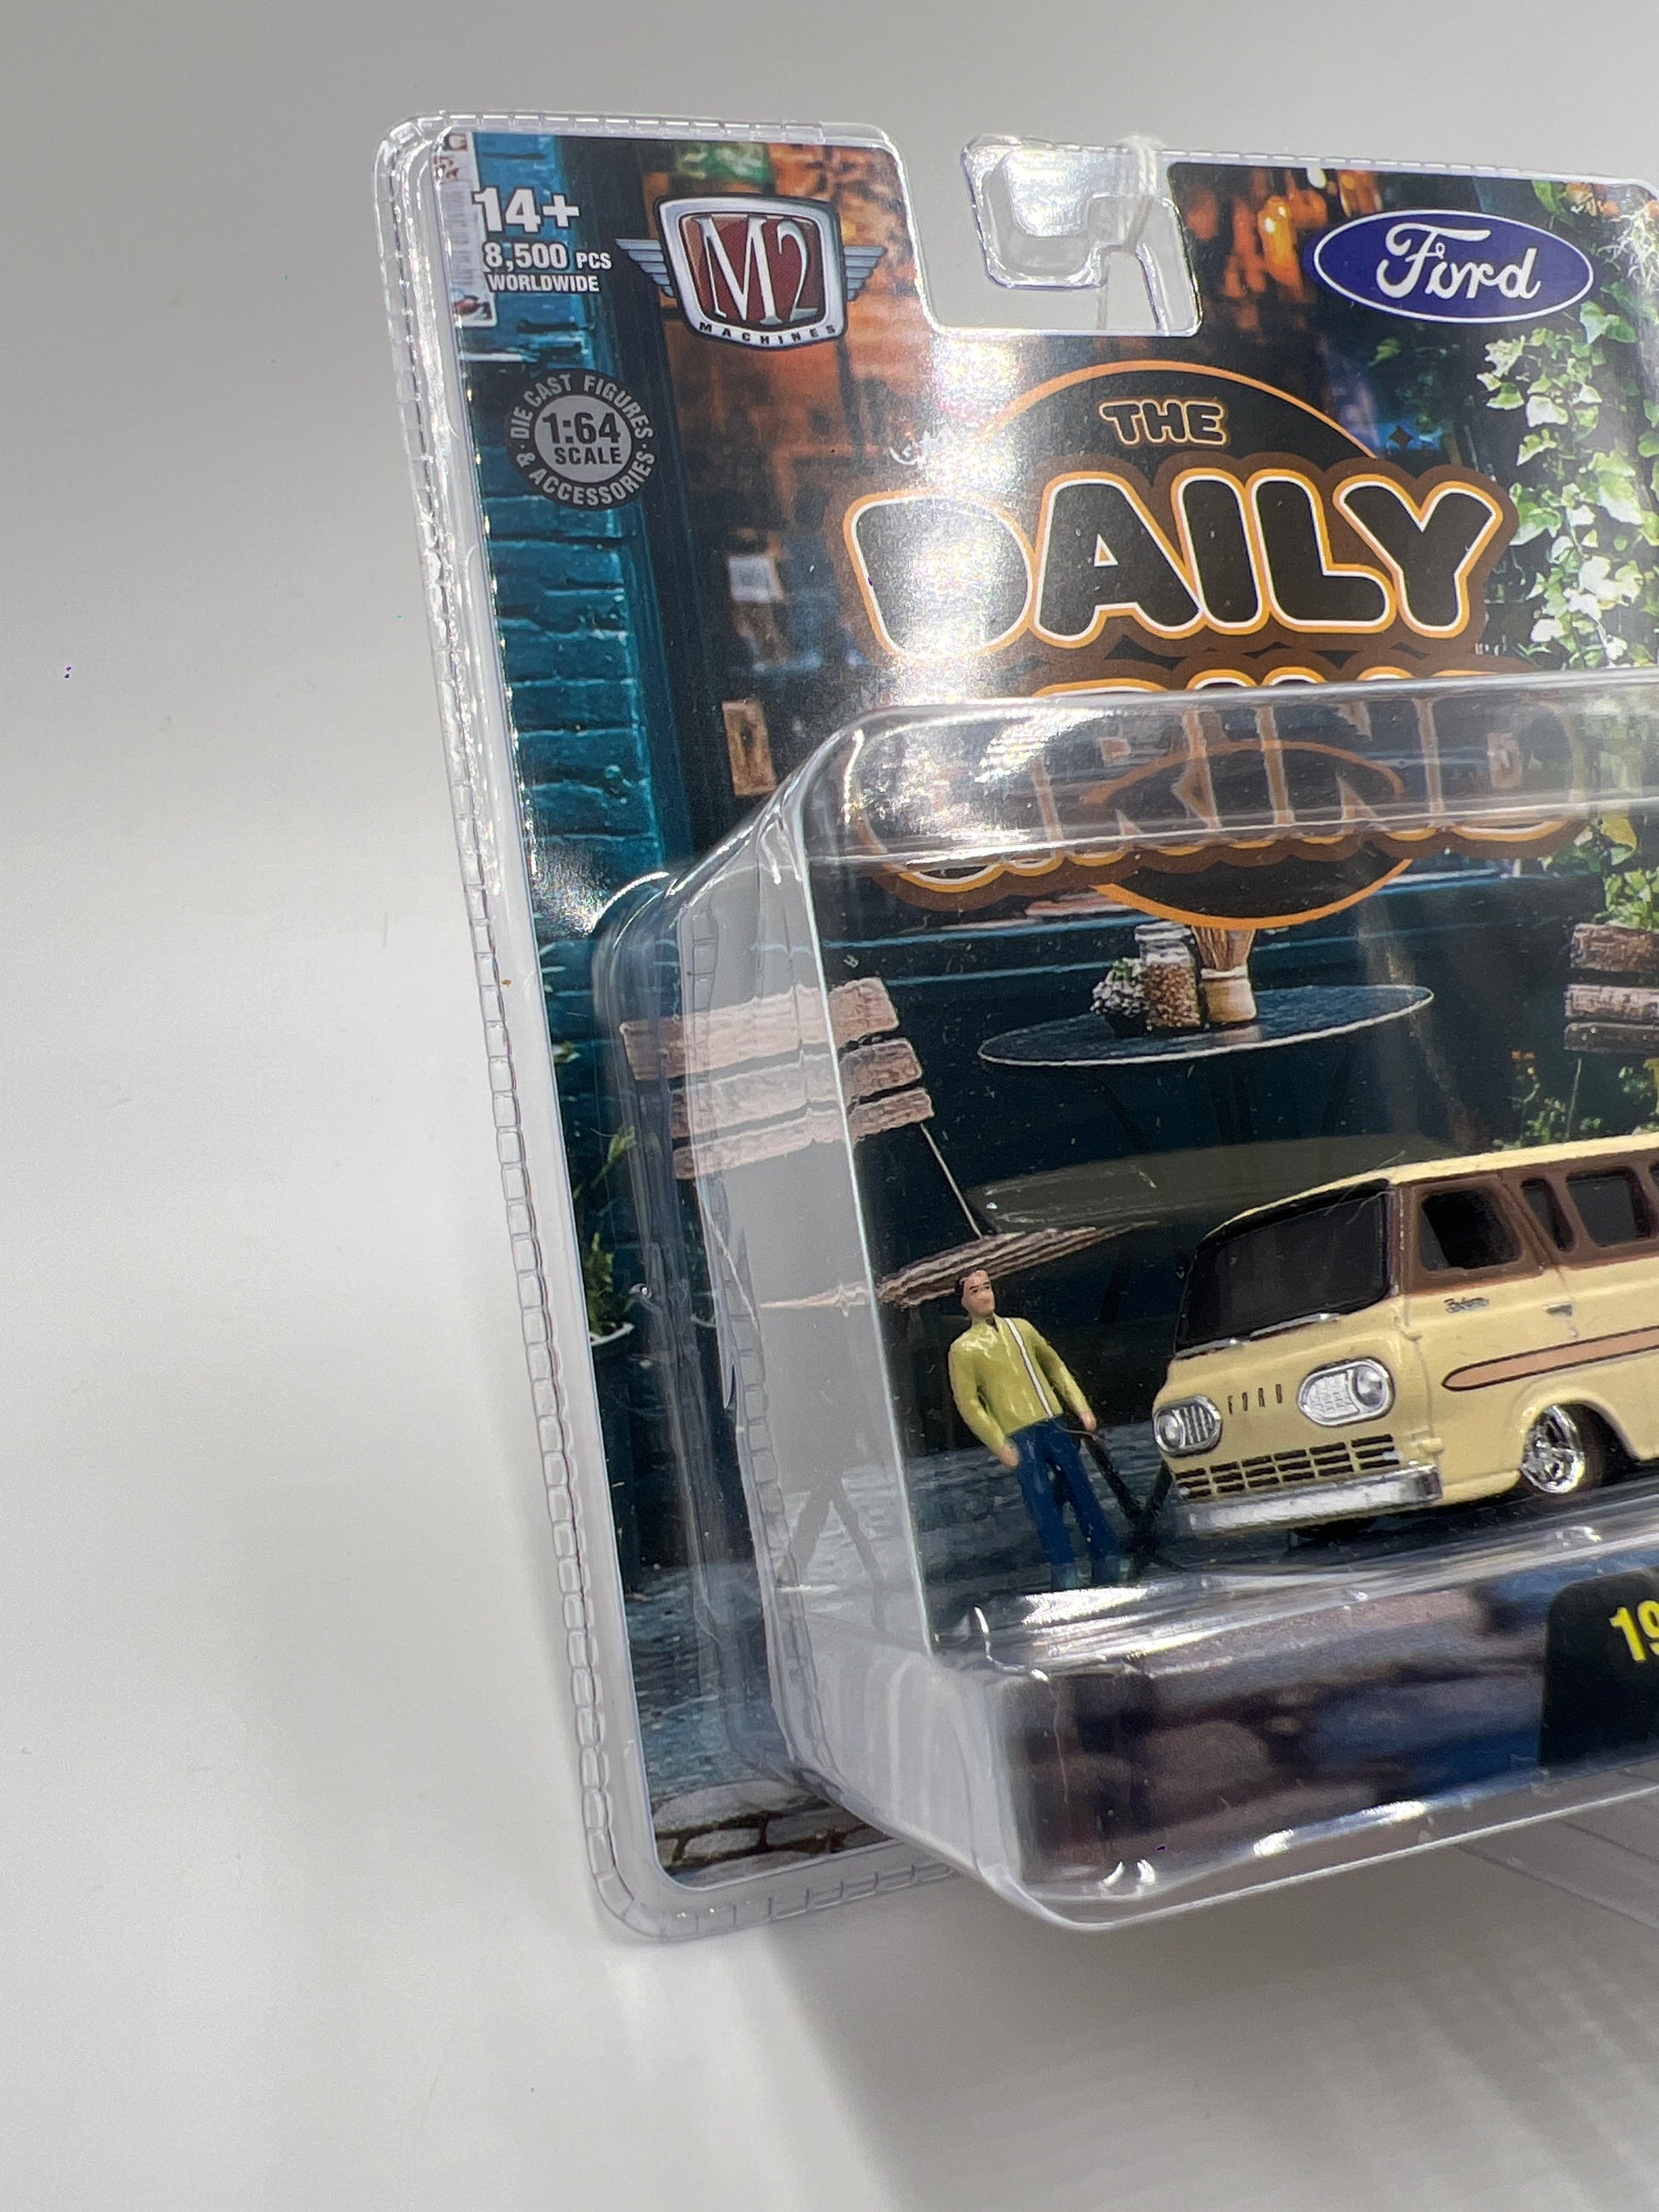 14+
8,500 PCS
WORLDWIDE
M2
MACHINES
Ford
DIE CAST FIGURES
1:64
SCALE
& ACCESSORIES
THE
DAILY
GRIND
FORD
19